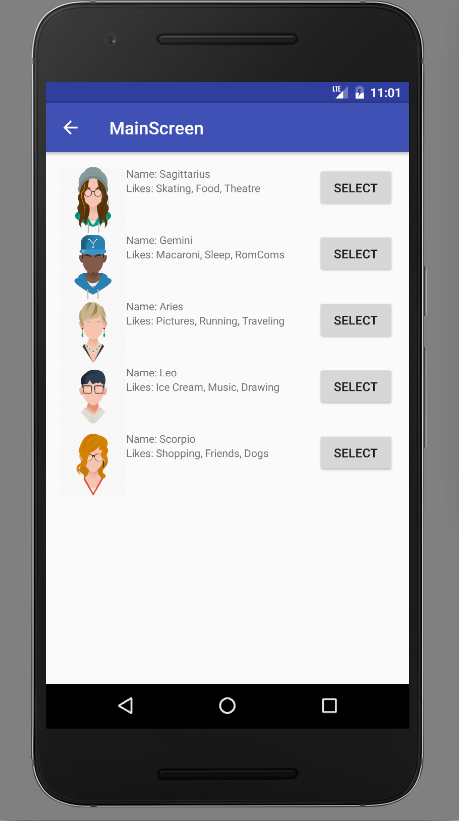 LTE 11:01
MainScreen
Name: Sagittarius
Likes: Skating, Food, Theatre
SELECT
Name: Gemini
Likes: Macaroni, Sleep, RomComs
SELECT
Name: Aries
Likes: Pictures, Running, Traveling
SELECT
Name: Leo
Likes: Ice Cream, Music, Drawing
SELECT
Name: Scorpio
Likes: Shopping, Friends, Dogs
SELECT